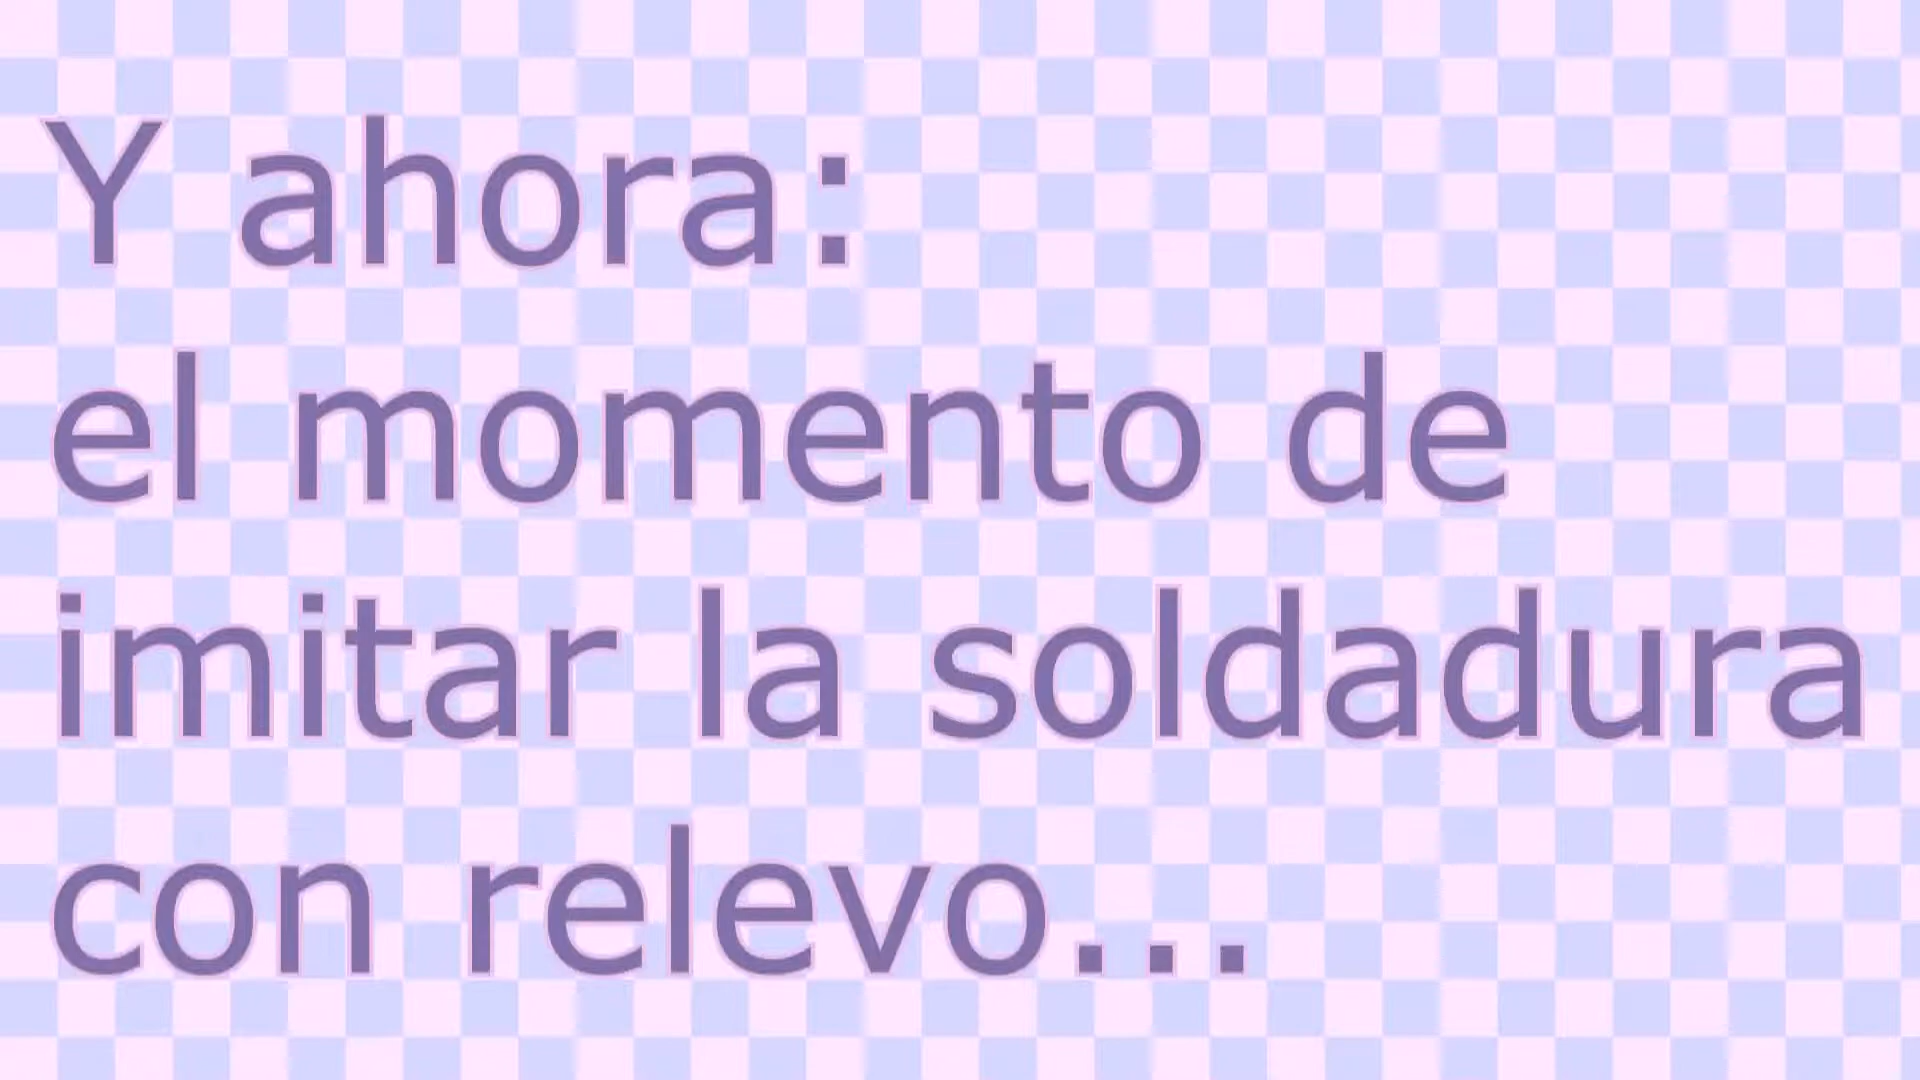 Y ahora:
el momento de
imitar la soldadura
con relevo...